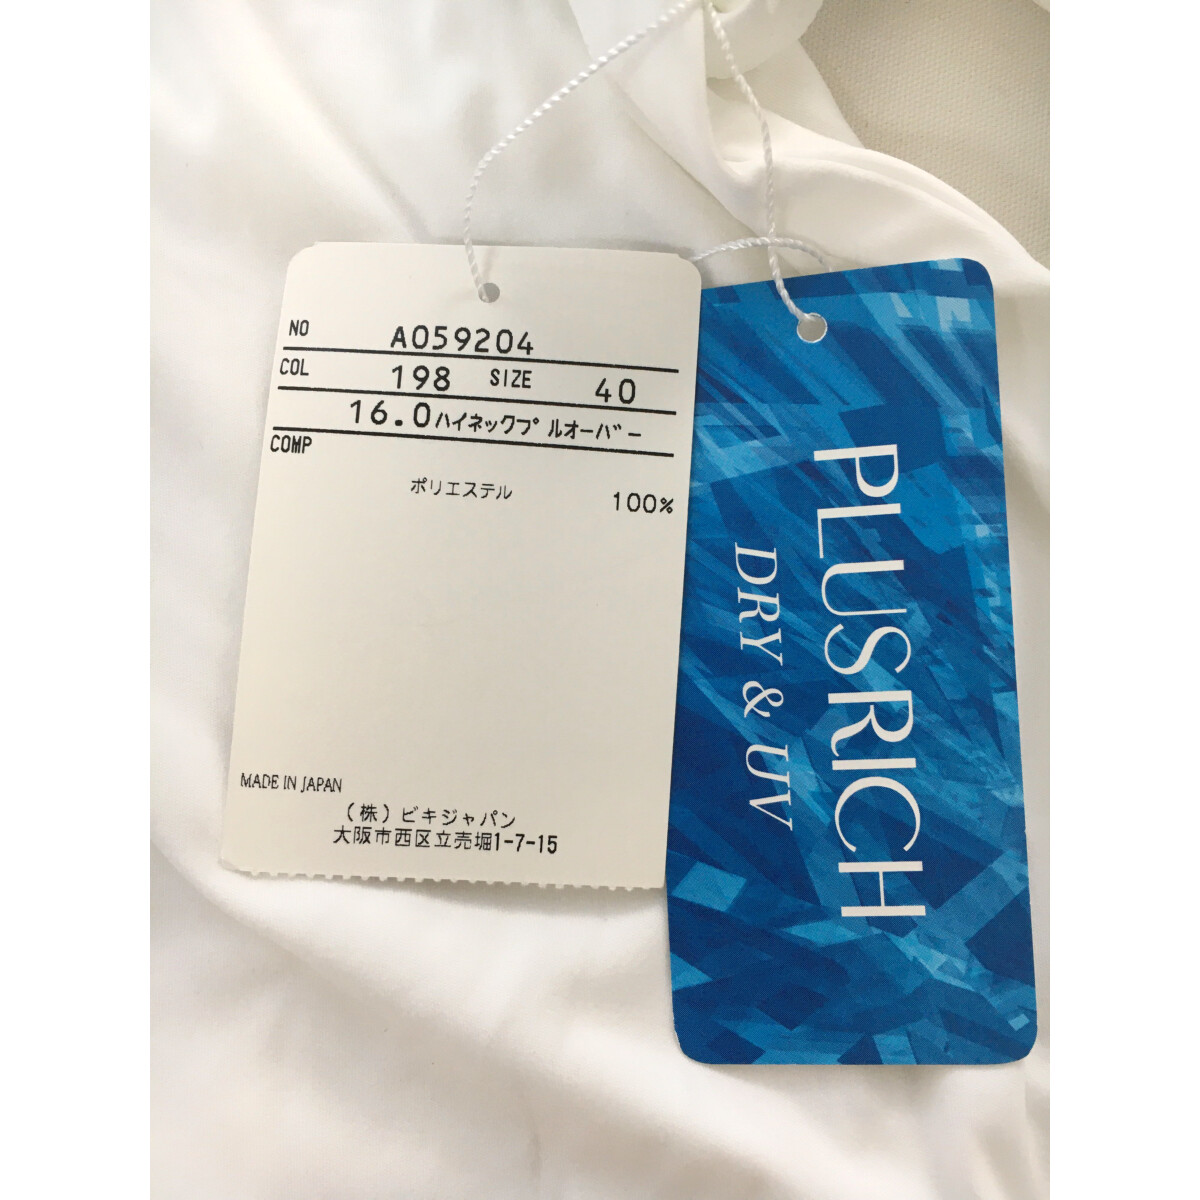 NO A059204
COL 198 SIZE 40
16.0ハイネックプルオーバー
COMP
ポリエステル 100%
MADE IN JAPAN
(株)ビキジャパン
大阪市西区立売堀1-7-15
PLUSRICH
DRY & UV